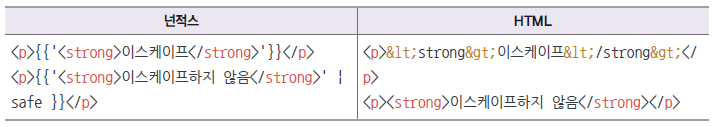 넌적스 HTML
<p>{{'<strong>이스케이프</strong>'}}</p>
<p>{{'<strong>이스케이프하지 않음</strong>' |
safe }}</p>
<p>&lt;strong&gt;이스케이프&lt;/strong&gt;</
p>
<p><strong>이스케이프하지 않음</strong></p>